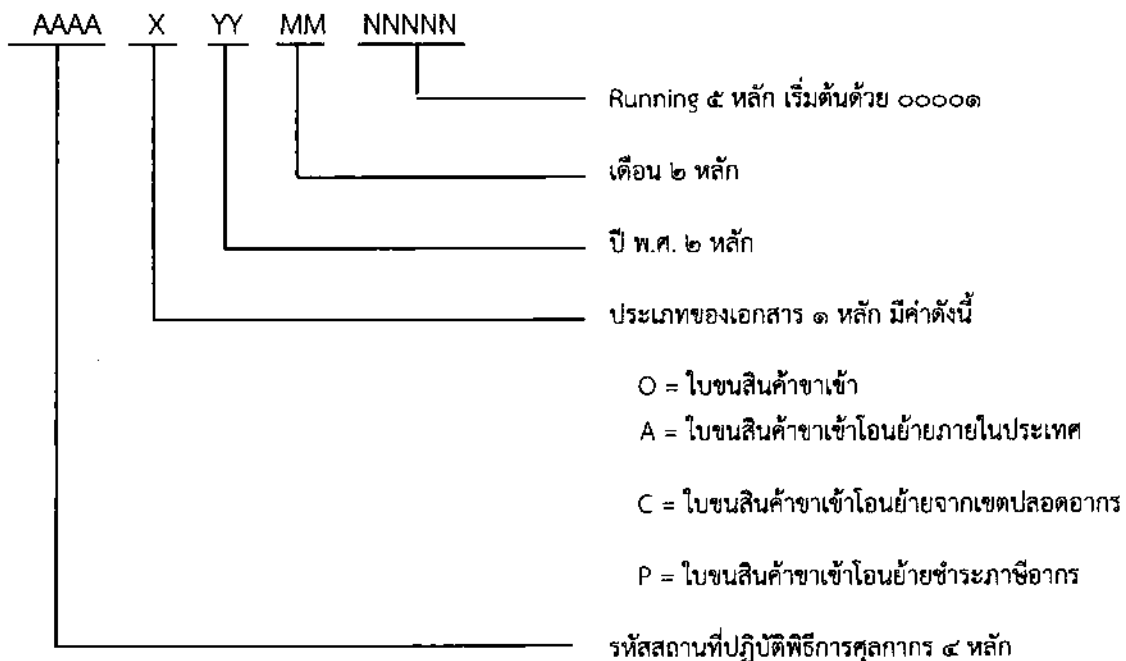 AAAA X YY MM NNNNN
Running ๕ หลัก เริ่มต้นด้วย ๐๐๐๐๑
เดือน ๒ หลัก
ปี พ.ศ. ๒ หลัก
ประเภทของเอกสาร ๑ หลัก มีค่าดังนี้
O = ใบขนสินค้าขาเข้า
A = ใบขนสินค้าขาเข้าโอนย้ายภายในประเทศ
C = ใบขนสินค้าขาเข้าโอนย้ายจากเขตปลอดอากร
P = ใบขนสินค้าขาเข้าโอนย้ายชำระภาษีอากร
รหัสสถานที่ปฏิบัติพิธีการศุลกากร ๔ หลัก